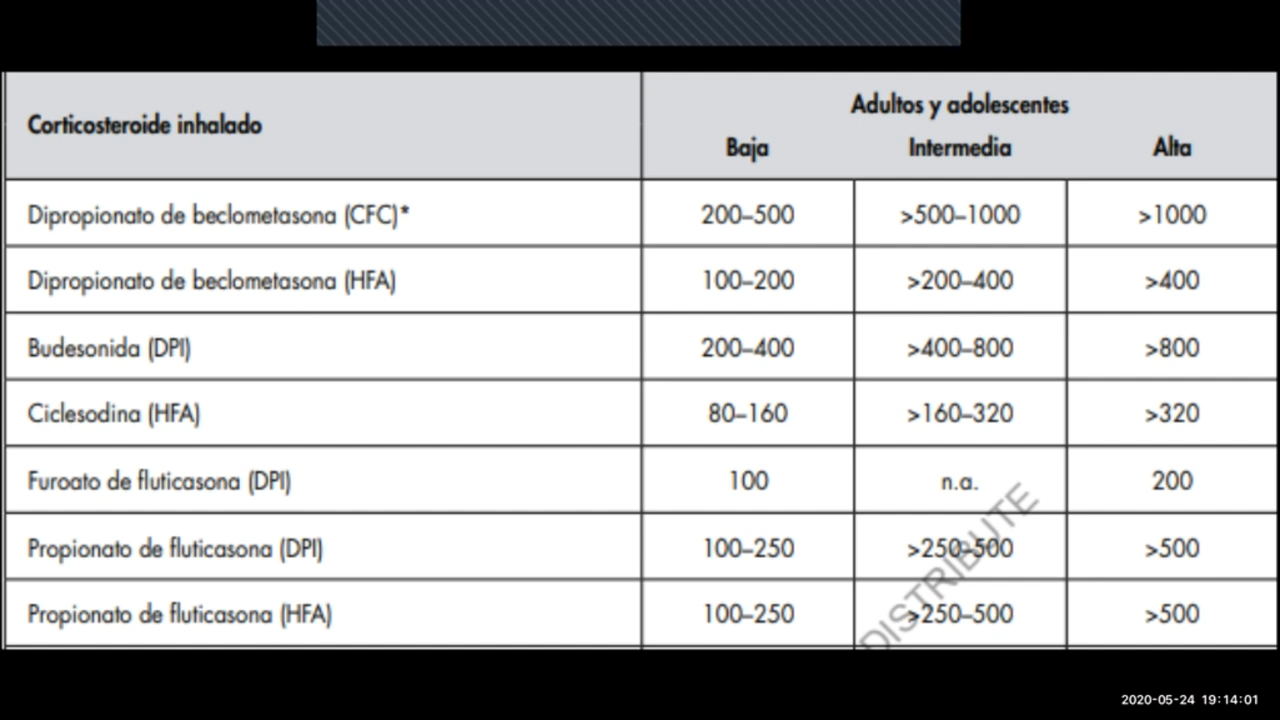 Corticosteroide inhalado
Adultos y adolescentes
Baja Intermedia Alta
Dipropionato de beclometasona (CFC)* 200–500 >500–1000 >1000
Dipropionato de beclometasona (HFA) 100–200 >200–400 >400
Budesonida (DPI) 200–400 >400–800 >800
Ciclesodina (HFA) 80–160 >160–320 >320
Furoato de fluticasona (DPI) 100 n.a. 200
Propionato de fluticasona (DPI) 100–250 >250–500 >500
Propionato de fluticasona (HFA) 100–250 >250–500 >500
DISTRIBUTE
2020-05-24 19:14:01